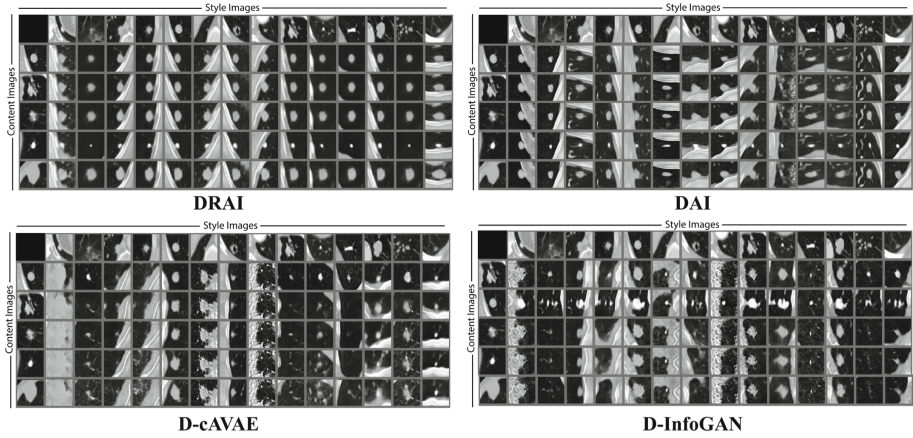 Style Images
Style Images
Content Images
Content Images
DRAI
DAI
Style Images
Style Images
Content Images
Content Images
D-cAVAE
D-InfoGAN